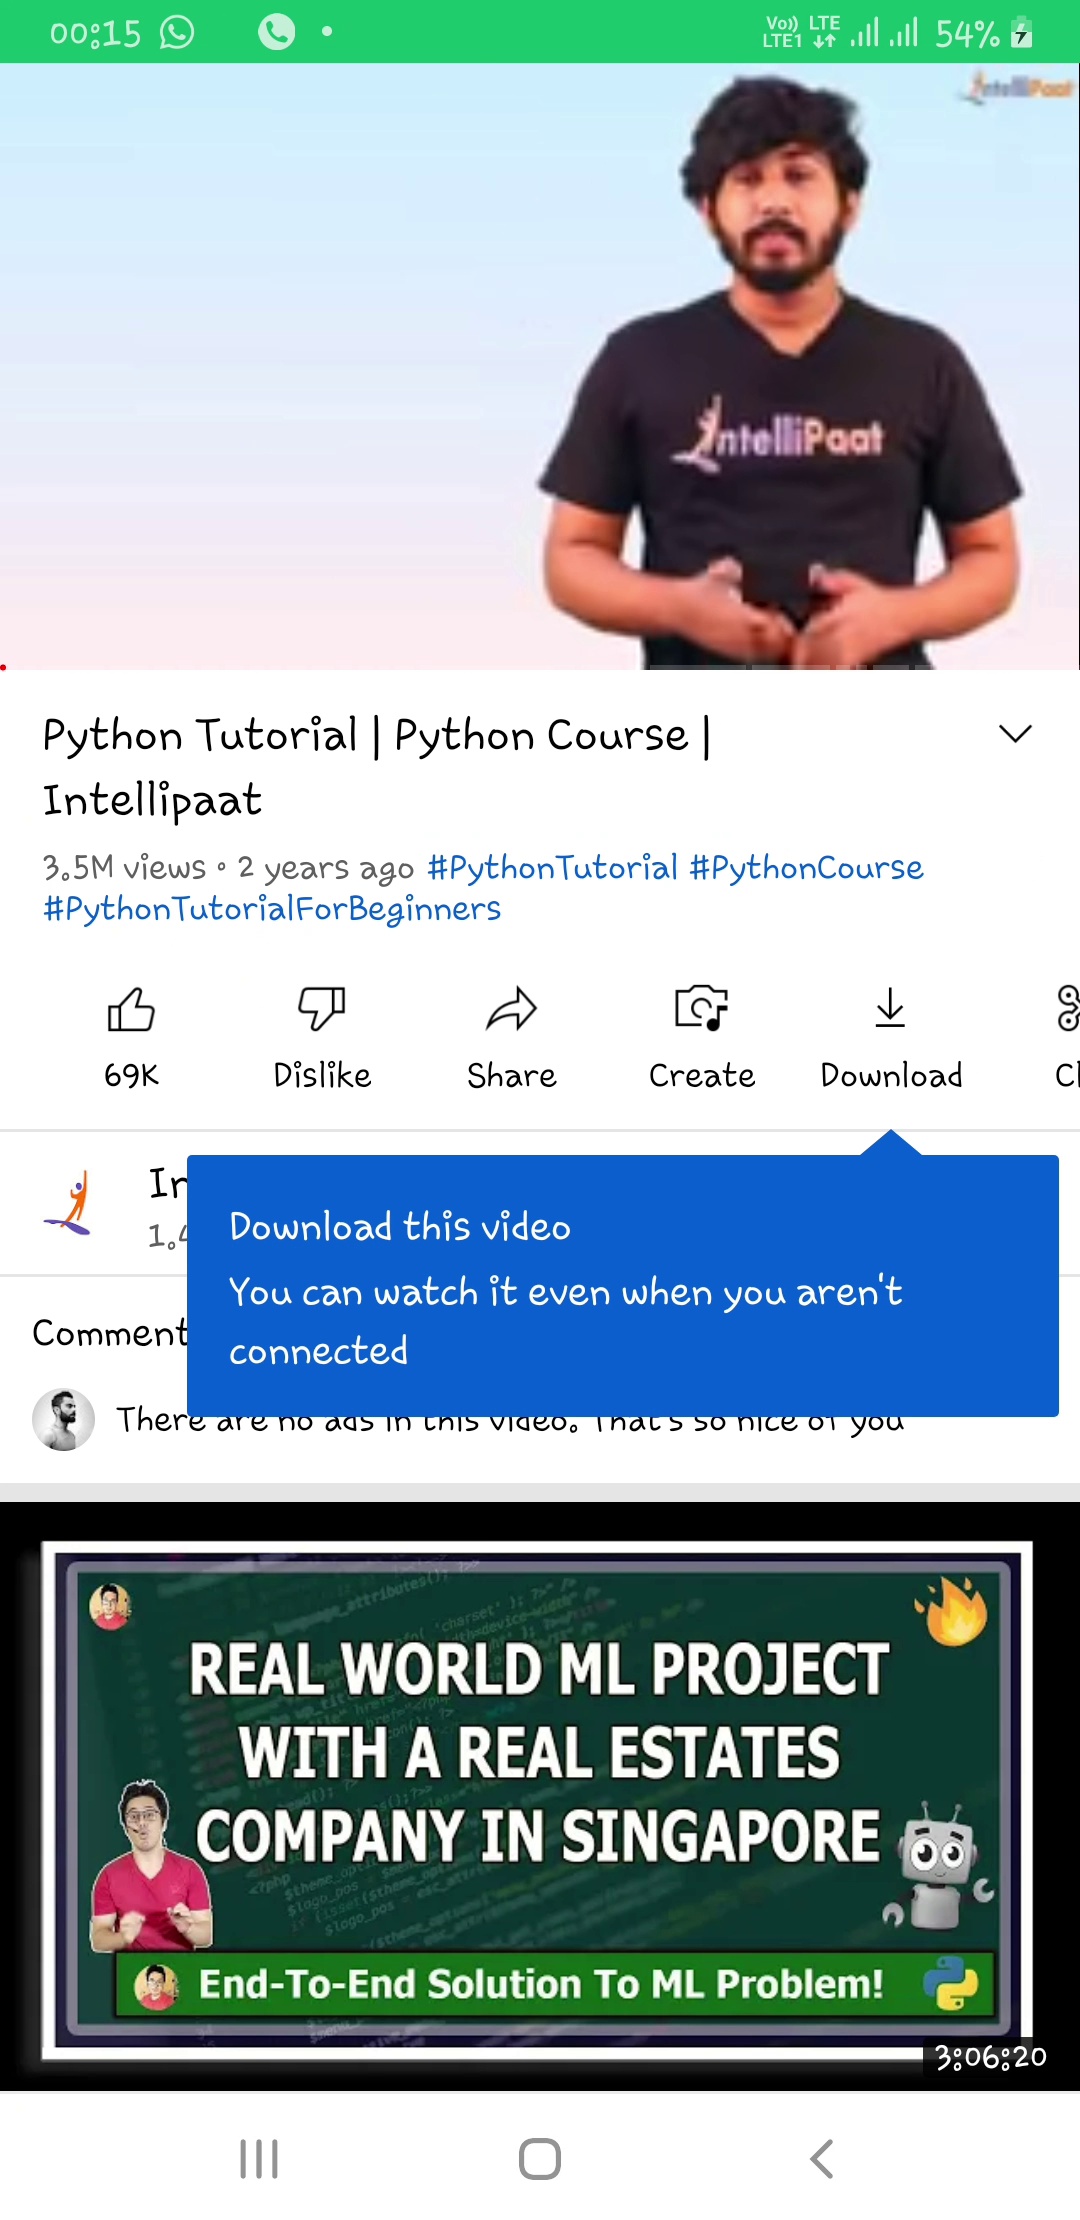 00:15
Vo)) LTE
LTE1
54%
IntelliPaat
IntelliPaat
Python Tutorial | Python Course |
Intellipaat
3.5M views • 2 years ago #PythonTutorial #PythonCourse
#PythonTutorialForBeginners
69K
Dislike
Share
Create
Download
Download this video
You can watch it even when you aren't
connected
Comment
There are no ads in this video. That's so nice of you
REAL WORLD ML PROJECT
WITH A REAL ESTATES
COMPANY IN SINGAPORE
End-To-End Solution To ML Problem!
3:06:20